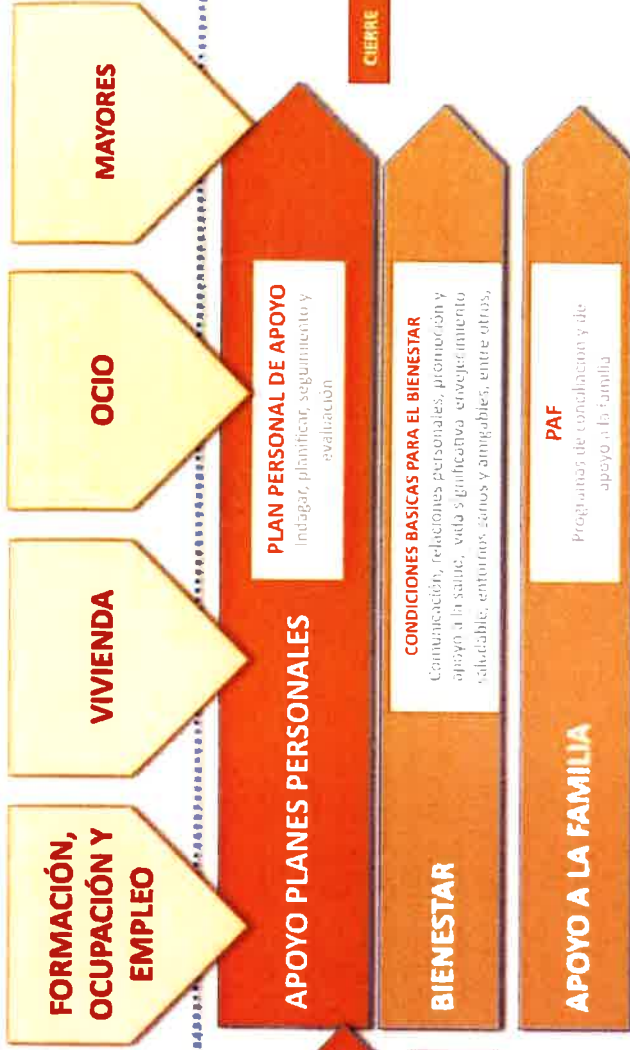 FORMACIÓN,
OCUPACIÓN Y
EMPLEO
VIVIENDA
OCIO
MAYORES
APOYO PLANES PERSONALES
PLAN PERSONAL DE APOYO
Indagar, planificar, seguimiento y
evaluación
CIERRE
BIENESTAR
CONDICIONES BASICAS PARA EL BIENESTAR
Comunicación, relaciones personales, promoción y
apoyo a la salud, vida significativa envejecimiento
saludable, entornos sanos y amigables, entre otros,
APOYO A LA FAMILIA
PAF
Programas de conciliación y de
apoyo a la familia